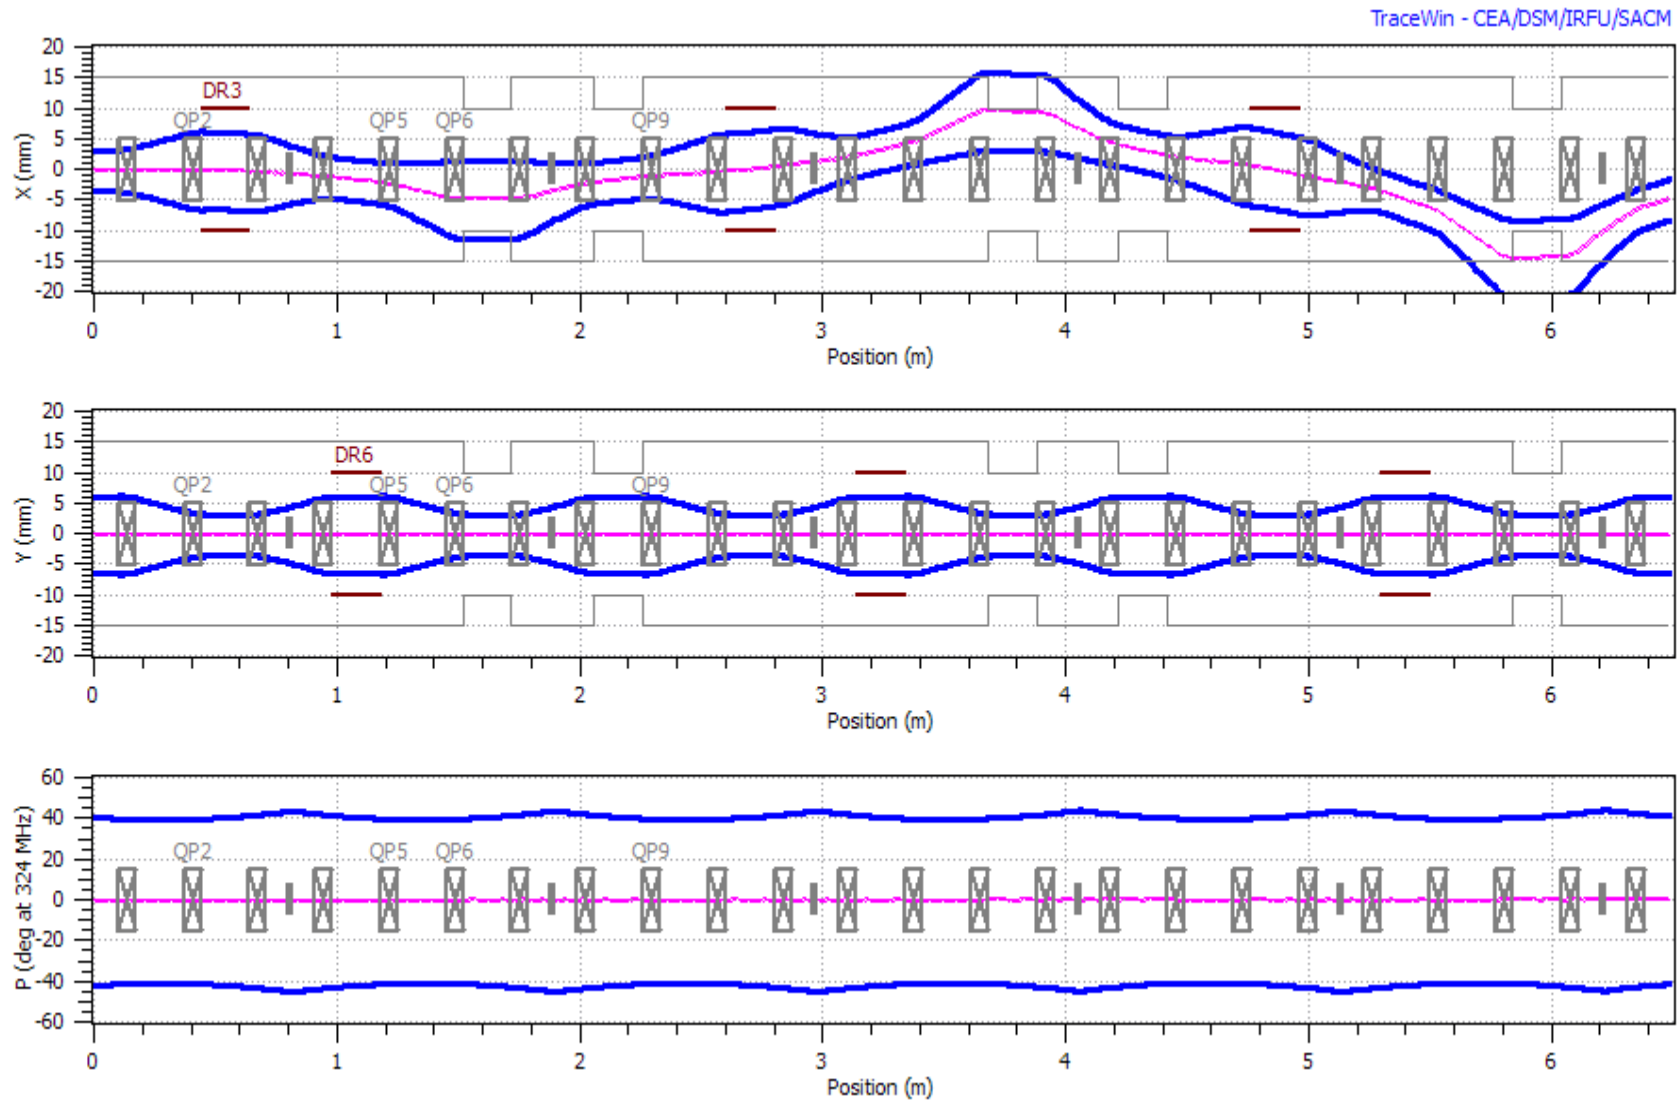 TraceWin - CEA/DSM/IRFU/SACM
20
15
10
5
0
-5
-10
-15
-20
X (mm)
DR3
QP2 QP5 QP6 QP9
0 1 2 3 4 5 6
Position (m)
20
15
10
5
0
-5
-10
-15
-20
Y (mm)
DR6
QP2 QP5 QP6 QP9
0 1 2 3 4 5 6
Position (m)
60
40
20
0
-20
-40
-60
P (deg at 324 MHz)
QP2 QP5 QP6 QP9
0 1 2 3 4 5 6
Position (m)